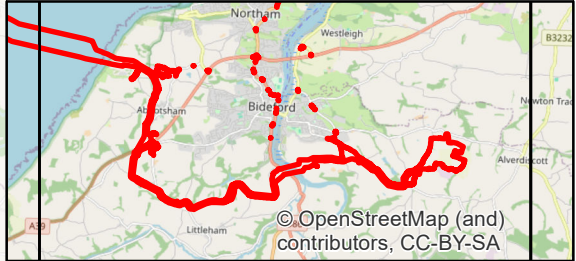 Northam
Westleigh
B3232
Newton Trac
Abbotsham
Bideford
Alverdiscott
A39
Littleham
© OpenStreetMap (and)
contributors, CC-BY-SA